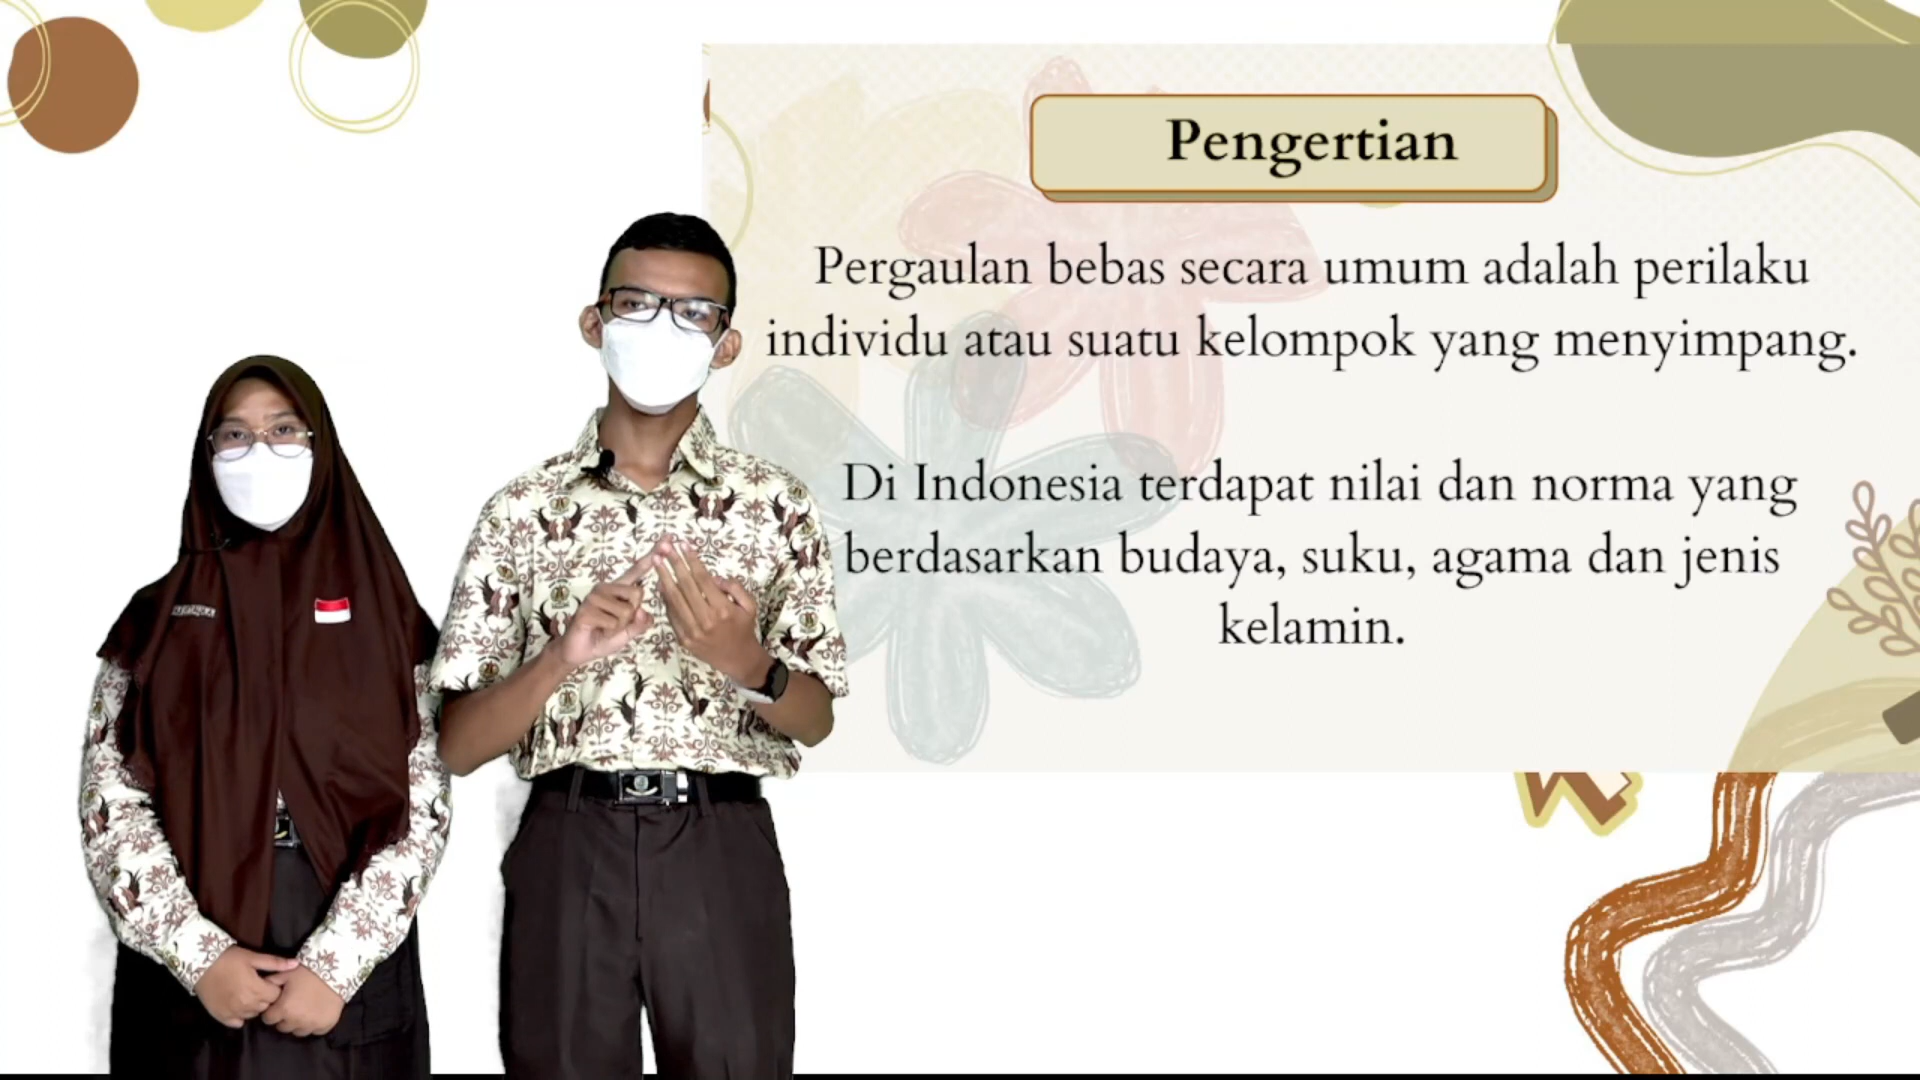 Pengertian
Pergaulan bebas secara umum adalah perilaku
individu atau suatu kelompok yang menyimpang.
Di Indonesia terdapat nilai dan norma yang
berdasarkan budaya, suku, agama dan jenis
kelamin.